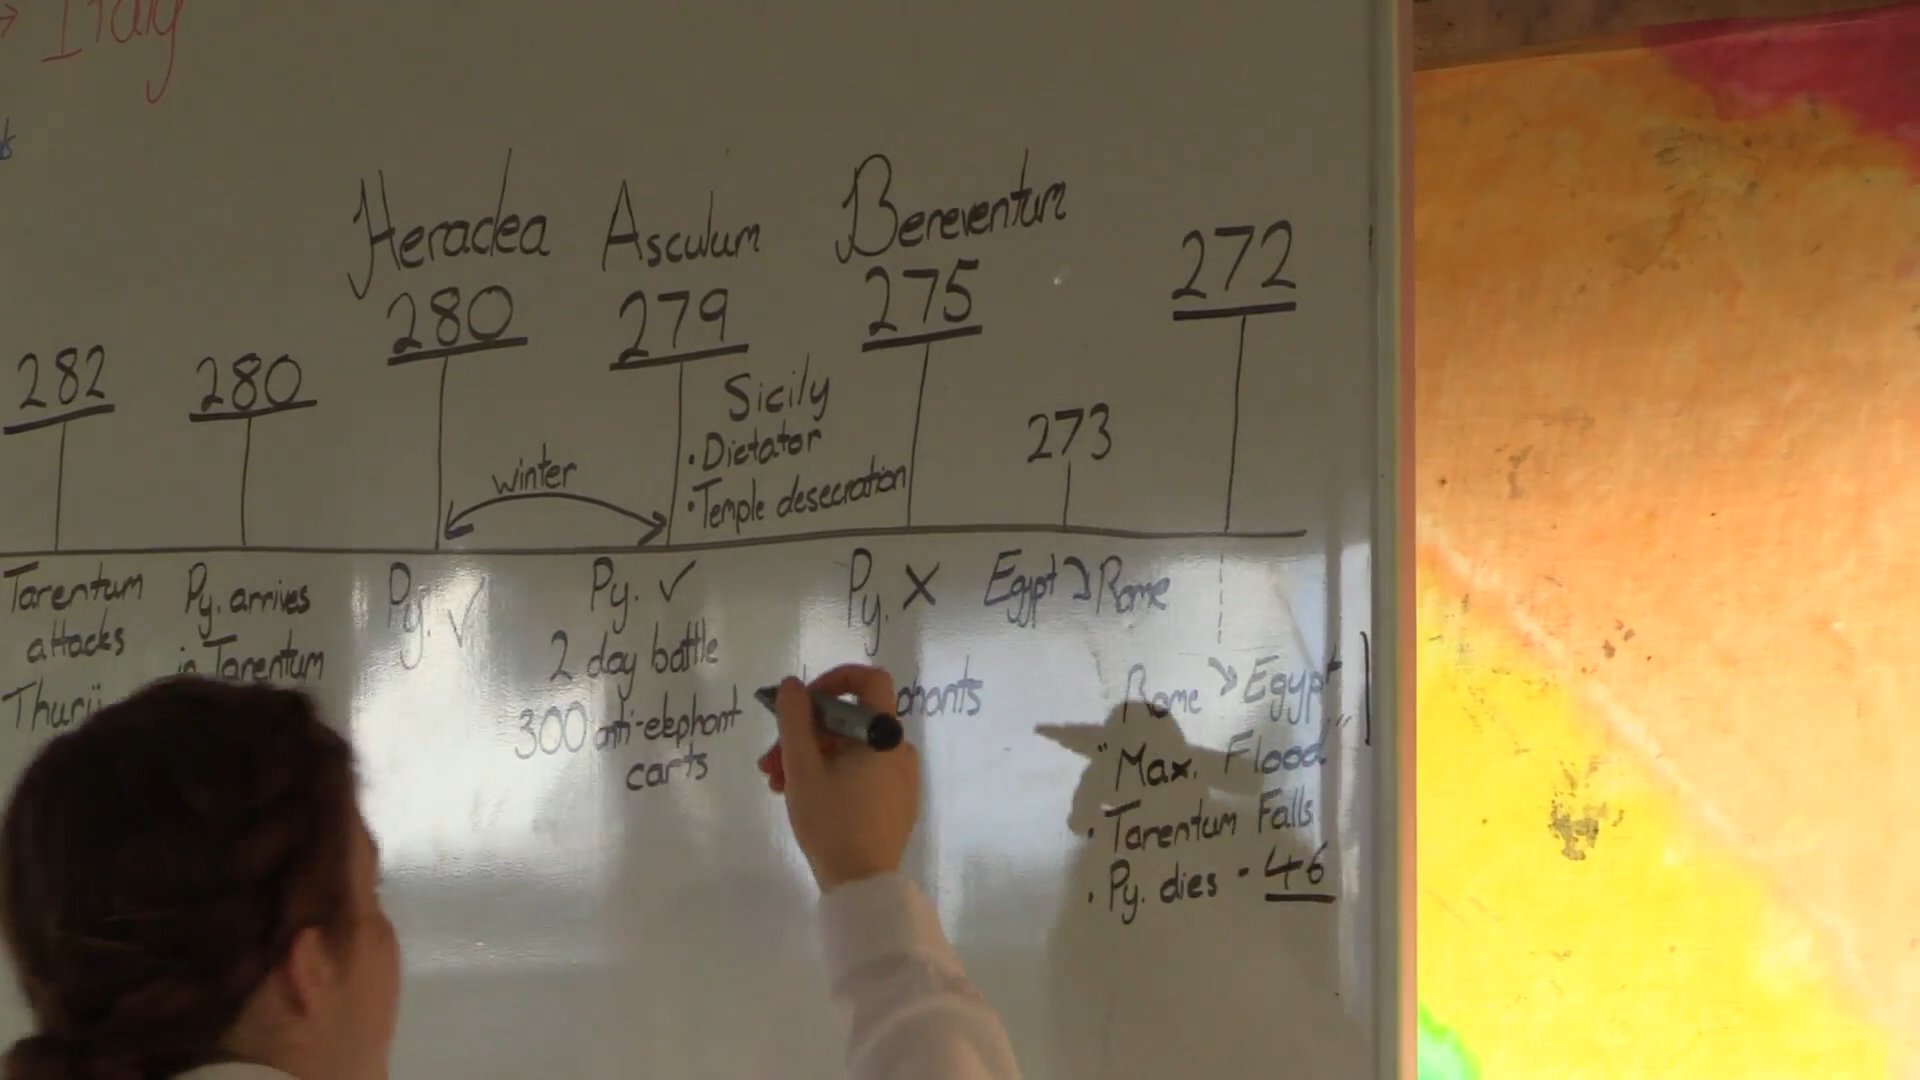 Italy
Heraclea
280
Asculum
279
Bereventum
275
272
282
280
Sicily
• Dictator
• Temple desecration
winter
273
Tarentum
attacks
Thurii
Py. arrives
in Tarentum
Py. ✓
Py. ✓
2 day battle
300 anti-elephant
carts
Py. X
Egypt → Rome
Rome → Egypt
"Max. Flood"
• Tarentum Falls
• Py. dies - 46